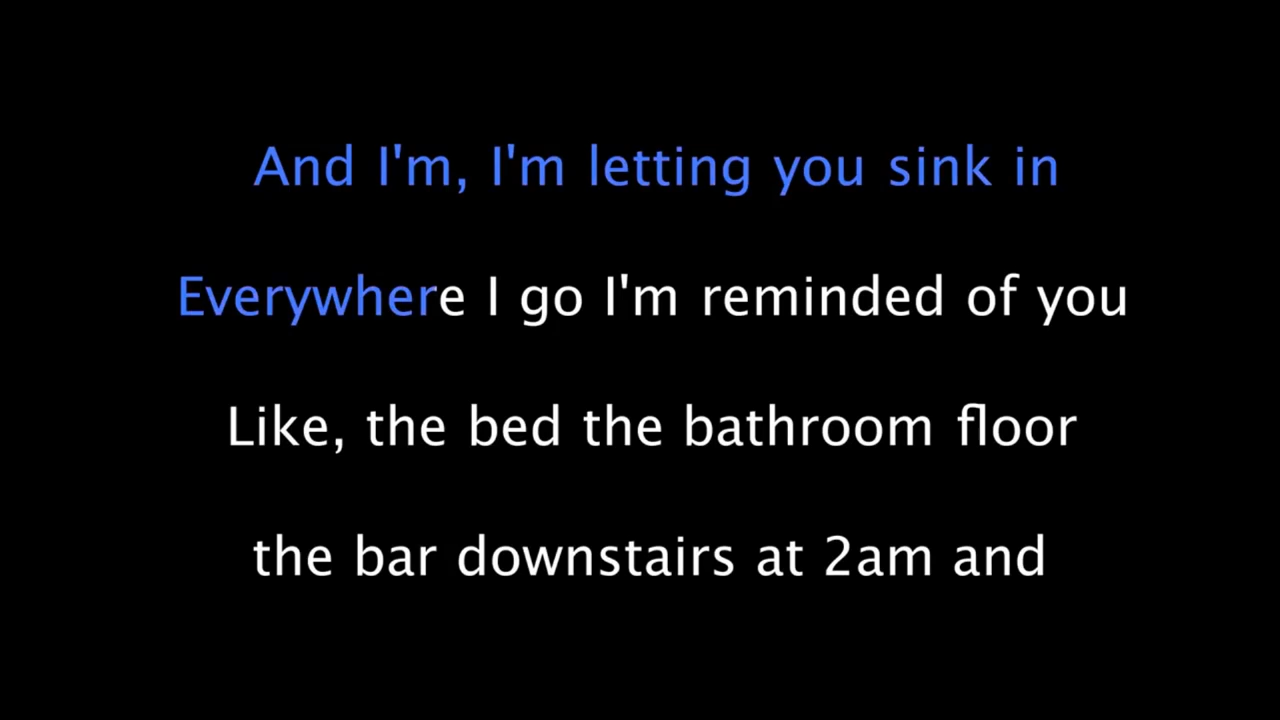 And I'm, I'm letting you sink in
Everywhere I go I'm reminded of you
Like, the bed the bathroom floor
the bar downstairs at 2am and